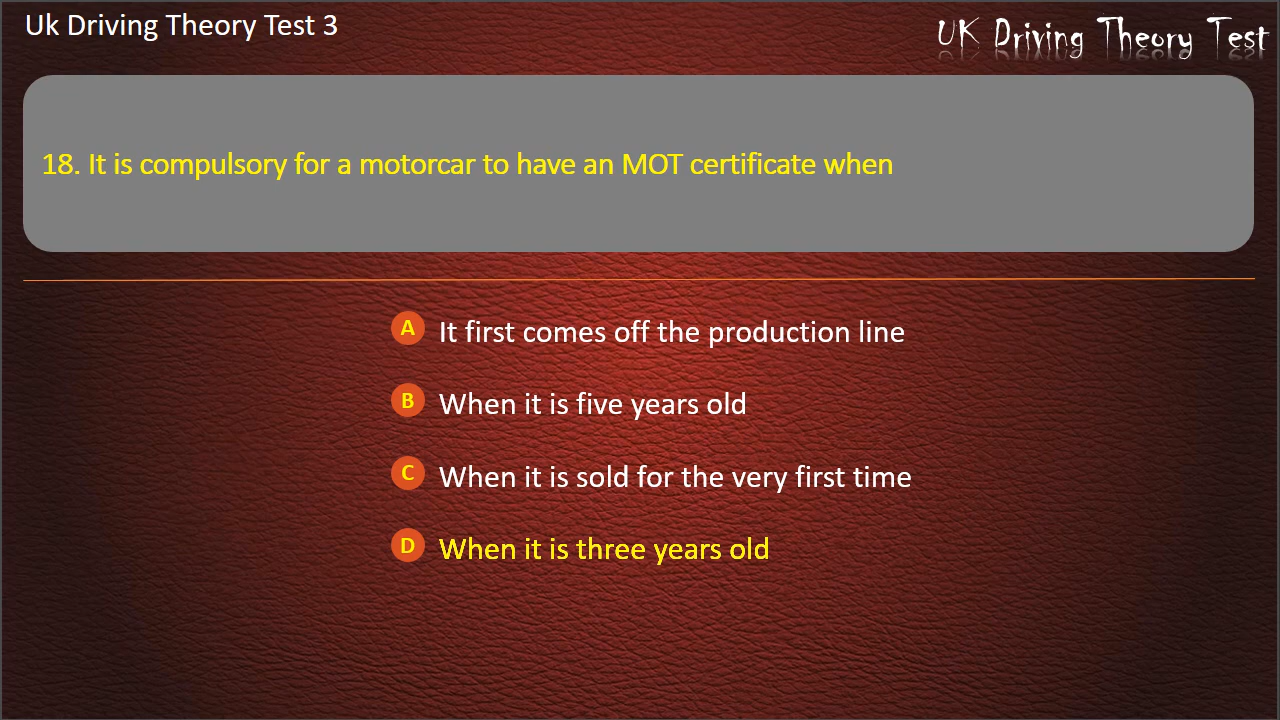 Uk Driving Theory Test 3
UK Driving Theory Test
18. It is compulsory for a motorcar to have an MOT certificate when
A It first comes off the production line
B When it is five years old
C When it is sold for the very first time
D When it is three years old